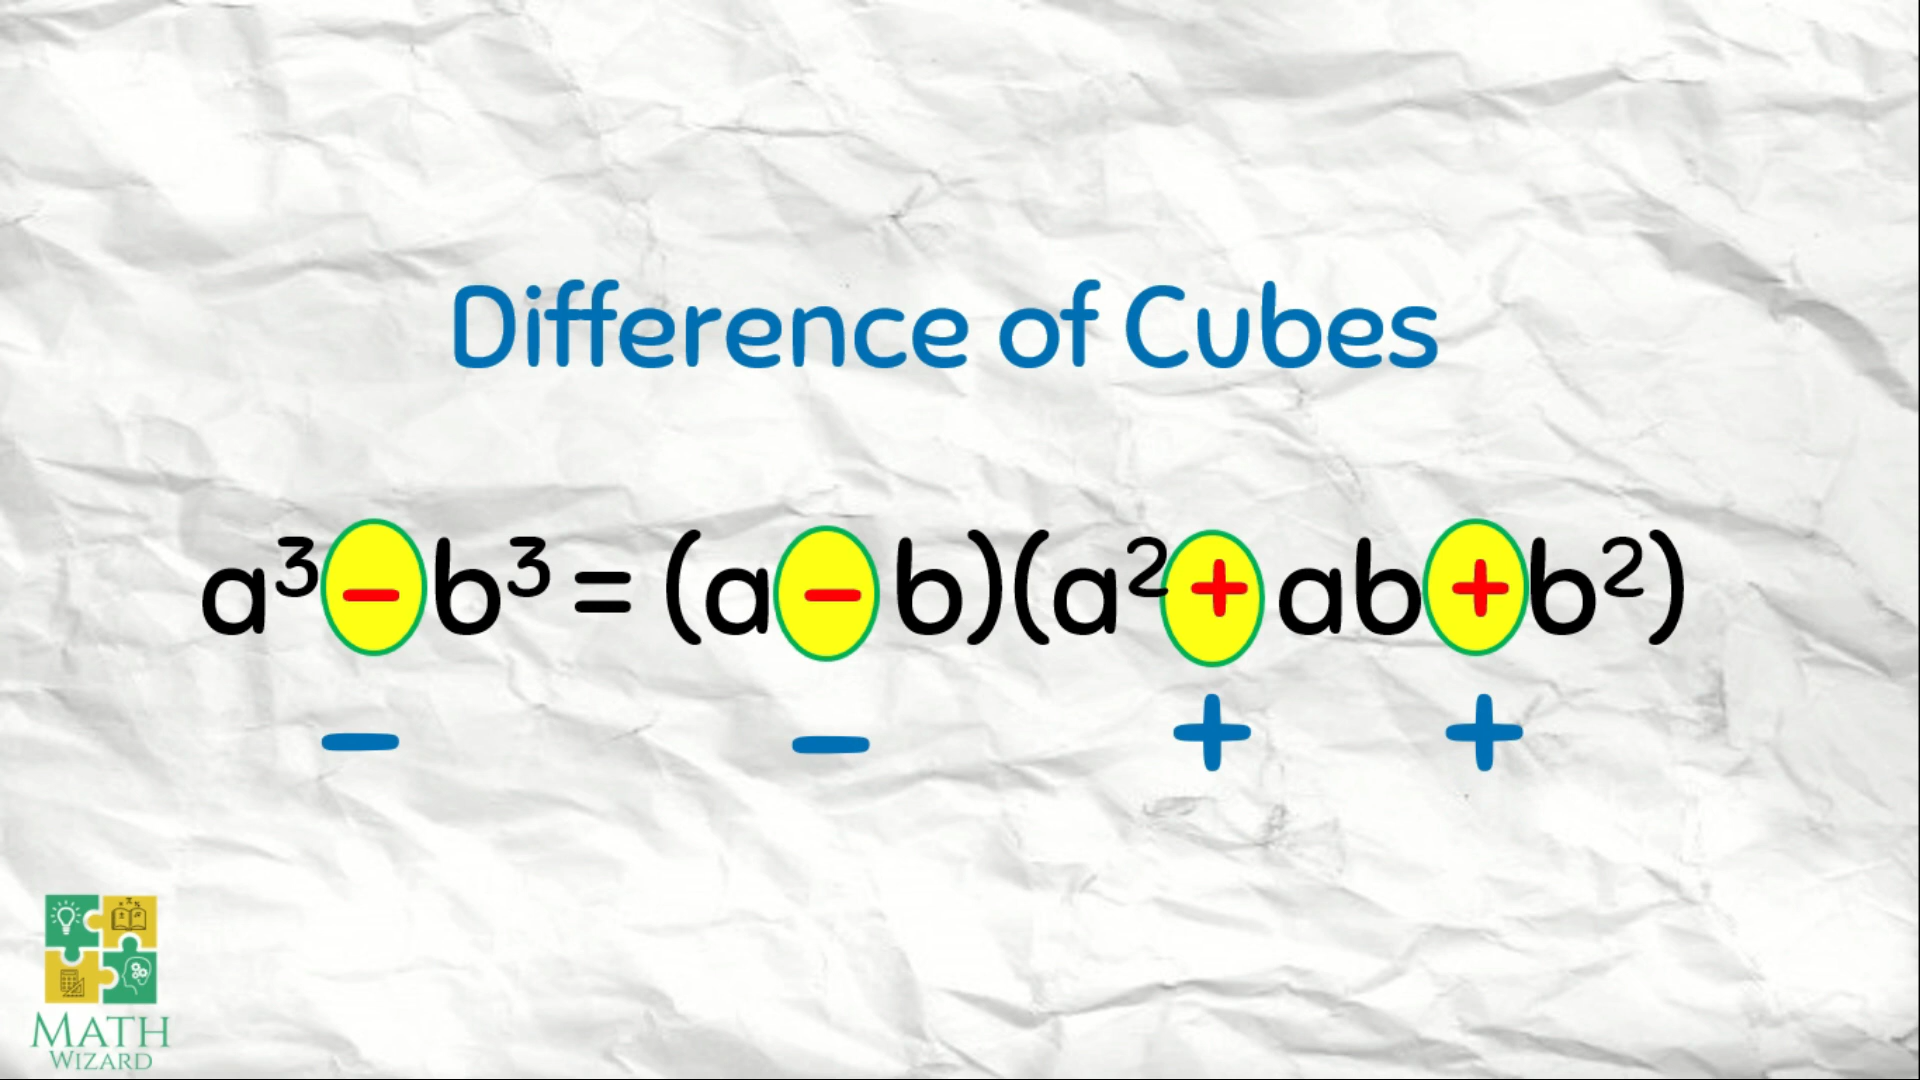 Difference of Cubes
a³ − b³ = (a − b)(a² + ab + b²)
− − + +
MATH
WIZARD